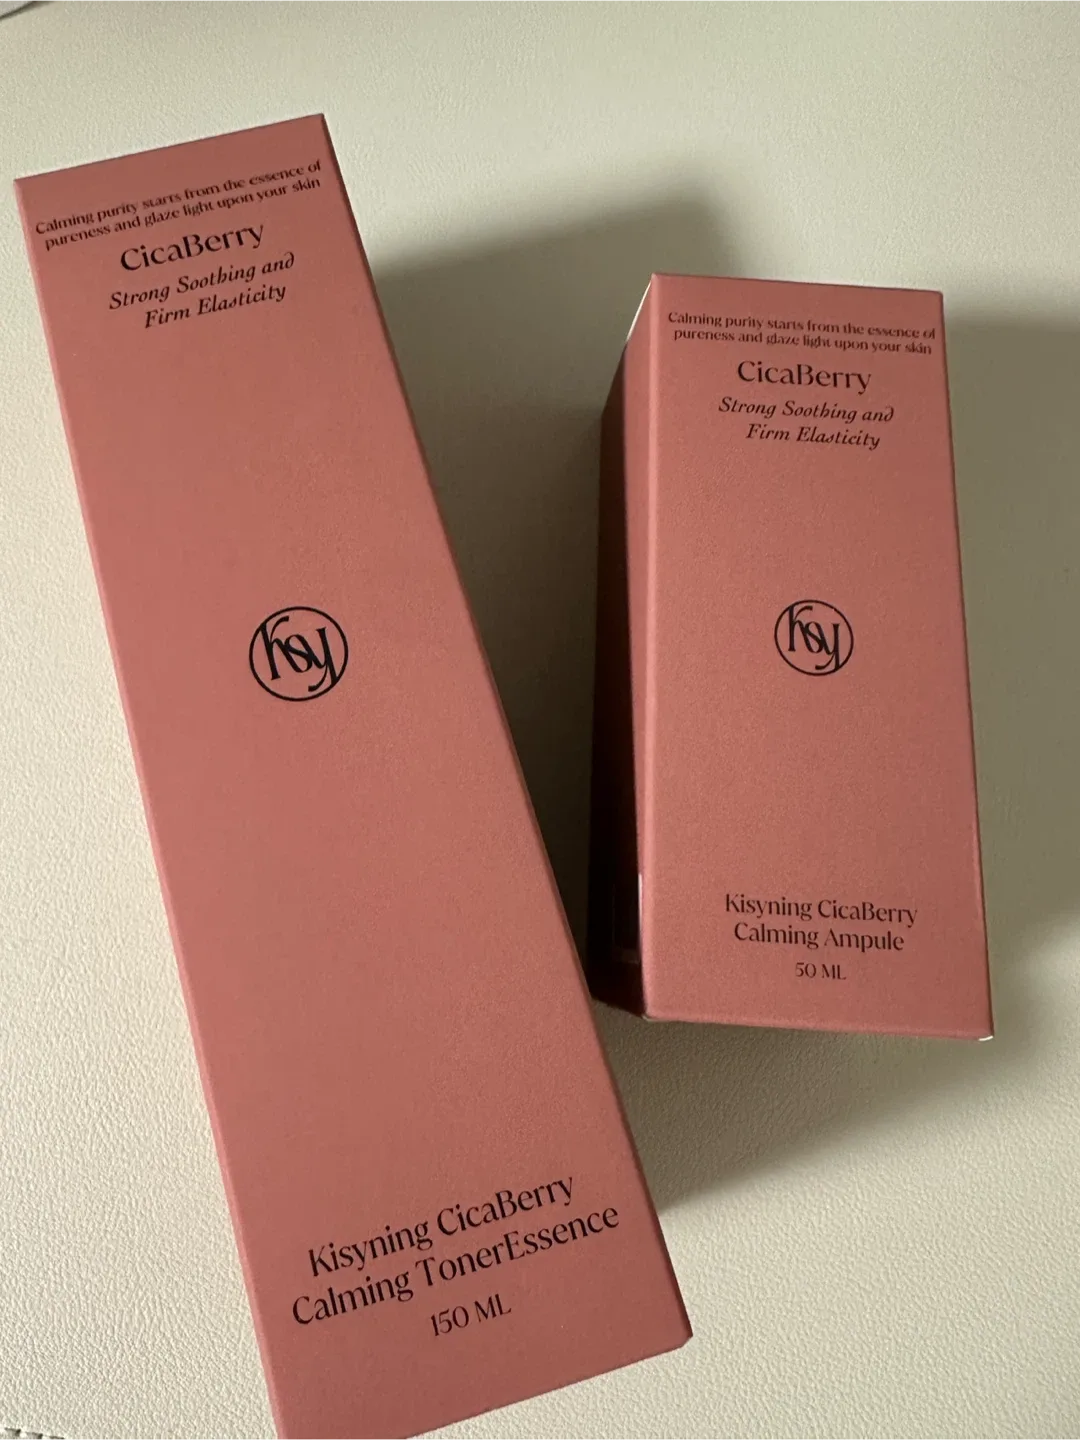 Calming purity starts from the essence of
pureness and glaze light upon your skin
CicaBerry
Strong Soothing and
Firm Elasticity
ksy
Kisyning CicaBerry
Calming TonerEssence
150 ML
Calming purity starts from the essence of
pureness and glaze light upon your skin
CicaBerry
Strong Soothing and
Firm Elasticity
ksy
Kisyning CicaBerry
Calming Ampule
50 ML